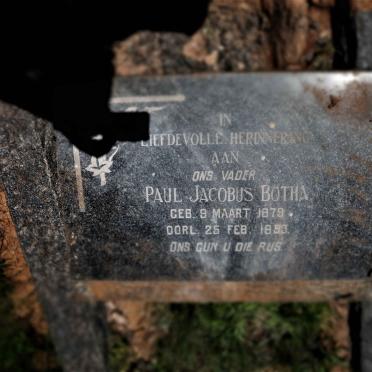 IN
LIEFDEVOLLE HERINNERING
AAN
ONS VADER
PAUL JACOBUS BOTHA
GEB. 9 MAART 1879
OORL. 25 FEB. 1953.
ONS GUN U DIE RUS.